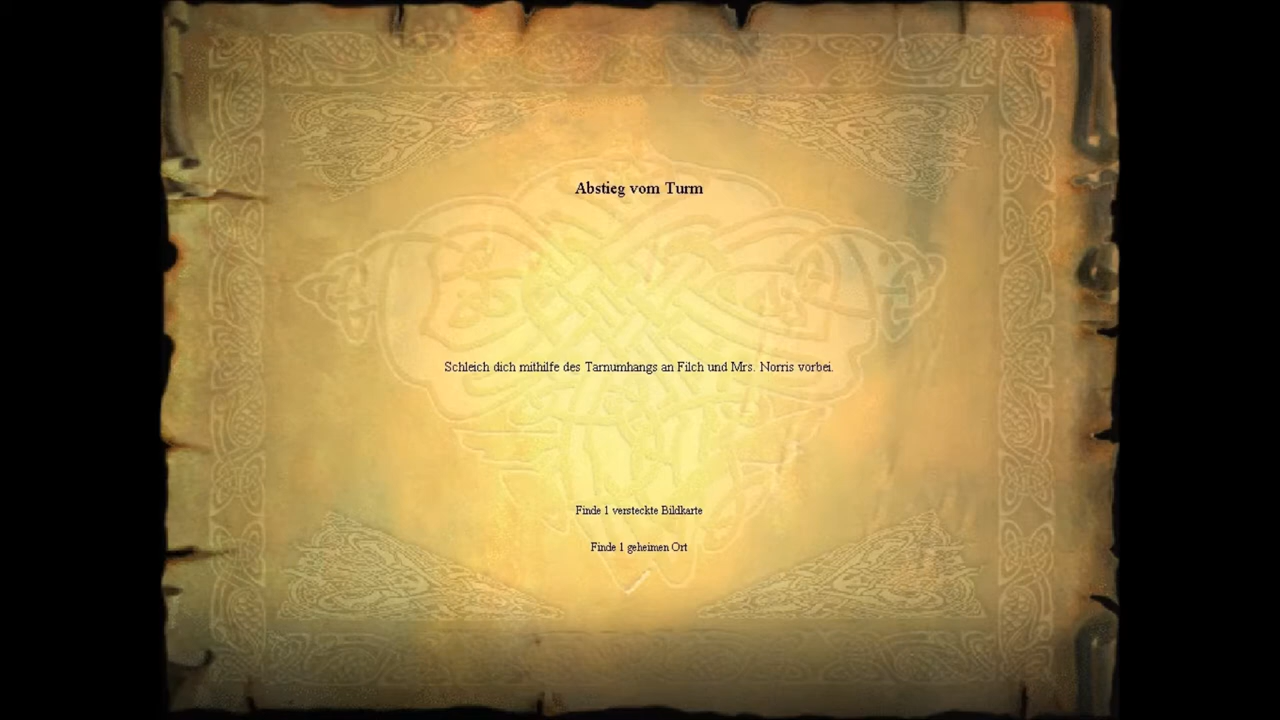 Abstieg vom Turm
Schleich dich mithilfe des Tarnumhangs an Filch und Mrs. Norris vorbei.
Finde 1 versteckte Bildkarte
Finde 1 geheimen Ort